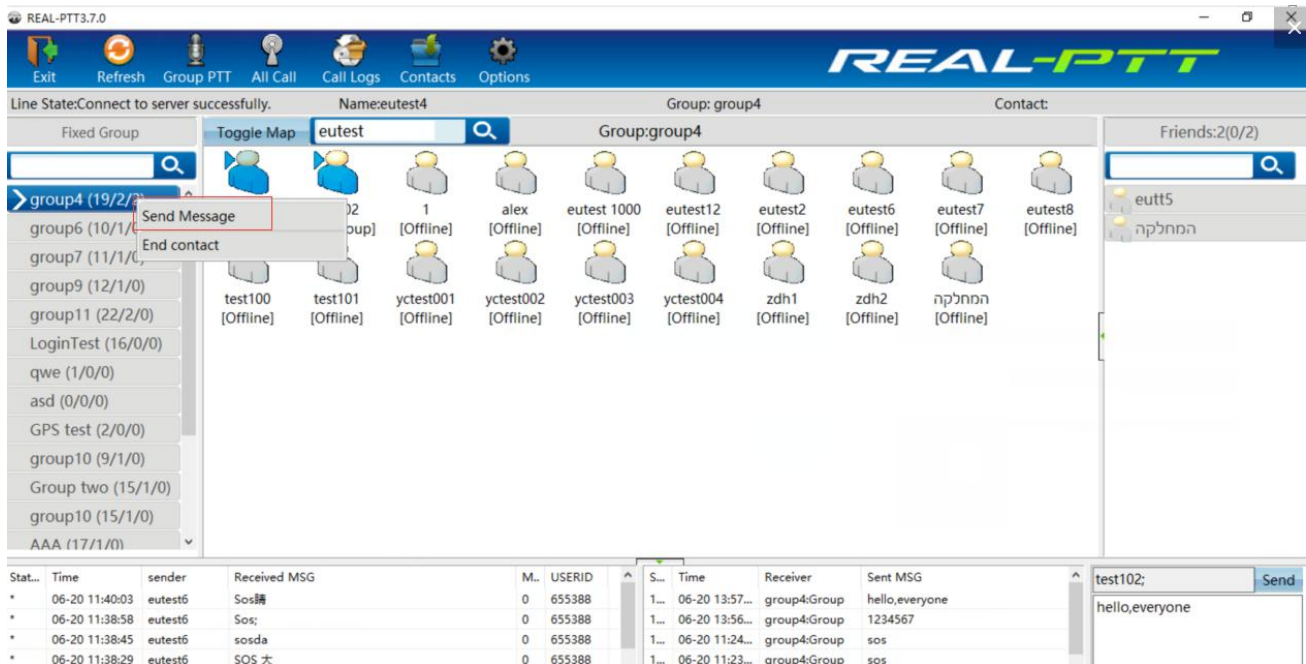 REAL-PTT3.7.0
Exit Refresh Group PTT All Call Call Logs Contacts Options
REAL-PTT
Line State:Connect to server successfully. Name:eutest4 Group: group4 Contact:
Fixed Group Toggle Map eutest Group:group4 Friends:2(0/2)
group4 (19/2/
Send Message
End contact
1 alex eutest 1000 eutest12 eutest2 eutest6 eutest7 eutest8
[Offline] [Offline] [Offline] [Offline] [Offline] [Offline] [Offline] [Offline]
eutt5
המחלקה
group6 (10/1/
group7 (11/1/
group9 (12/1/0)
group11 (22/2/0)
LoginTest (16/0/0)
qwe (1/0/0)
asd (0/0/0)
GPS test (2/0/0)
group10 (9/1/0)
Group two (15/1/0)
group10 (15/1/0)
AAA (17/1/0)
test100 test101 yctest001 yctest002 yctest003 yctest004 zdh1 zdh2 המחלקה
[Offline] [Offline] [Offline] [Offline] [Offline] [Offline] [Offline] [Offline] [Offline]
Stat... Time sender Received MSG M.. USERID
* 06-20 11:40:03 eutest6 Sos睛 0 655388
* 06-20 11:38:58 eutest6 Sos; 0 655388
* 06-20 11:38:45 eutest6 sosda 0 655388
* 06-20 11:38:29 eutest6 SOS 大 0 655388
S... Time Receiver Sent MSG
1... 06-20 13:57... group4:Group hello,everyone
1... 06-20 13:56... group4:Group 1234567
1... 06-20 11:24... group4:Group sos
1... 06-20 11:23... group4:Group sos
test102; Send
hello,everyone